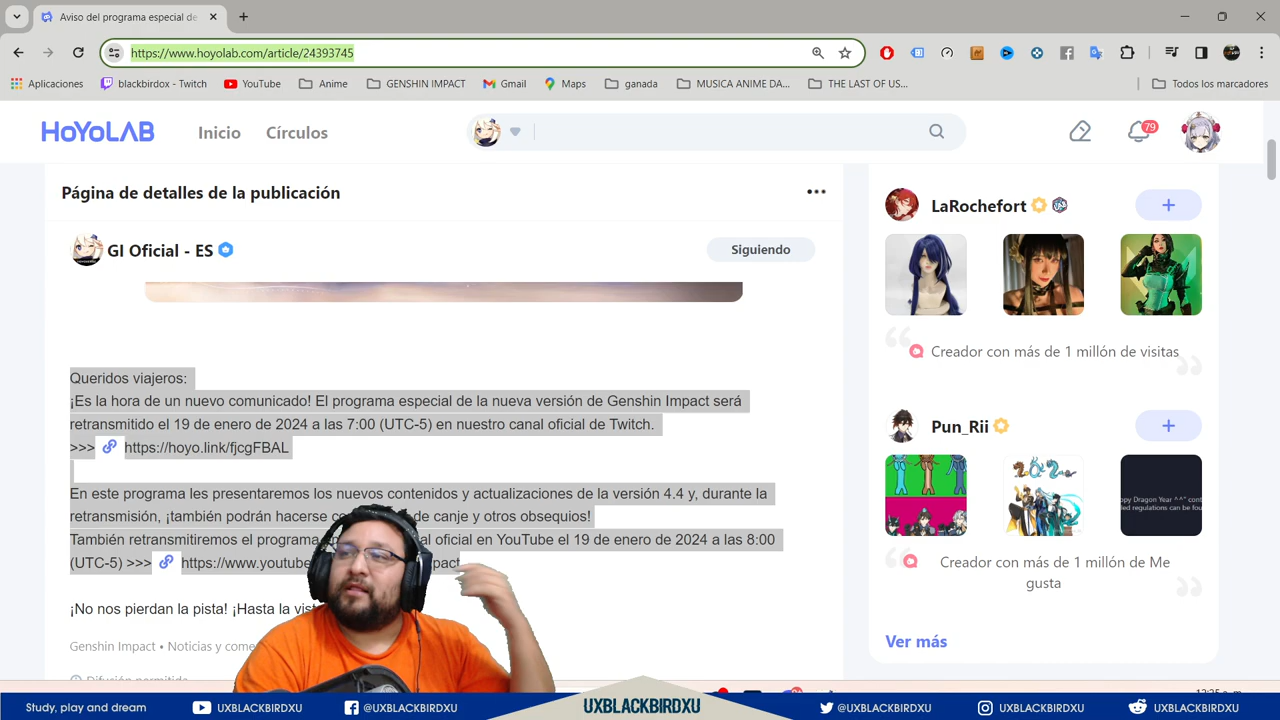 Aviso del programa especial de
https://www.hoyolab.com/article/24393745
Aplicaciones
blackbirdox - Twitch
YouTube
Anime
GENSHIN IMPACT
Gmail
Maps
ganada
MUSICA ANIME DA...
THE LAST OF US...
Todos los marcadores
HoYoLAB
Inicio
Círculos
79
Página de detalles de la publicación
GI Oficial - ES
Siguiendo
Queridos viajeros:
¡Es la hora de un nuevo comunicado! El programa especial de la nueva versión de Genshin Impact será
retransmitido el 19 de enero de 2024 a las 7:00 (UTC-5) en nuestro canal oficial de Twitch.
>>> https://hoyo.link/fjcgFBAL
En este programa les presentaremos los nuevos contenidos y actualizaciones de la versión 4.4 y, durante la
retransmisión, ¡también podrán hacerse de canje y otros obsequios!
También retransmitiremos el programa oficial en YouTube el 19 de enero de 2024 a las 8:00
(UTC-5) >>> https://www.youtube
¡No nos pierdan la pista! ¡Hasta la
Genshin Impact • Noticias y
Difusión permitida
LaRochefort
Creador con más de 1 millón de visitas
Pun_Rii
Creador con más de 1 millón de Me
gusta
Ver más
Study, play and dream
UXBLACKBIRDXU
@UXBLACKBIRDXU
UXBLACKBIRDXU
@UXBLACKBIRDXU
UXBLACKBIRDXU
UXBLACKBIRDXU